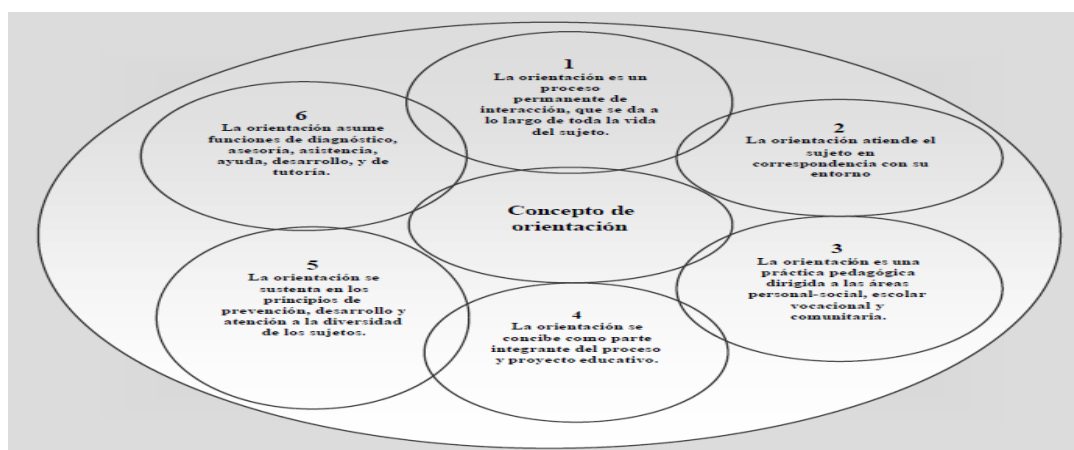 1
La orientación es un
proceso
permanente de
interacción, que se da a
lo largo de toda la vida
del sujeto.
2
La orientación atiende el
sujeto en
correspondencia con su
entorno
3
La orientación es una
práctica pedagógica
dirigida a las áreas
personal-social, escolar
vocacional y
comunitaria.
4
La orientación se
concibe como parte
integrante del proceso
y proyecto educativo.
5
La orientación se
sustenta en los
principios de
prevención, desarrollo y
atención a la diversidad
de los sujetos.
6
La orientación asume
funciones de diagnóstico,
asesoría, asistencia,
ayuda, desarrollo, y de
tutoría.
Concepto de
orientación